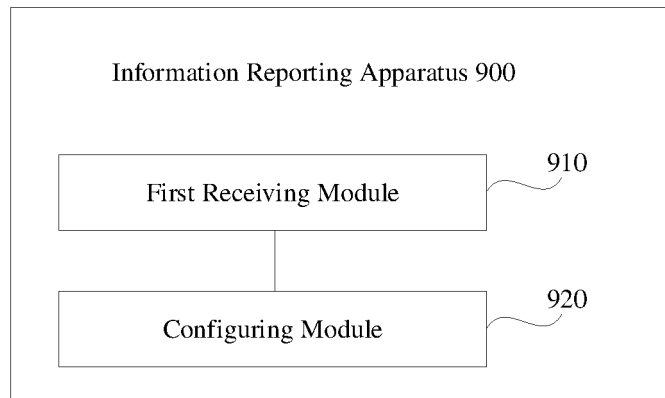 Information Reporting Apparatus 900
910
First Receiving Module
920
Configuring Module